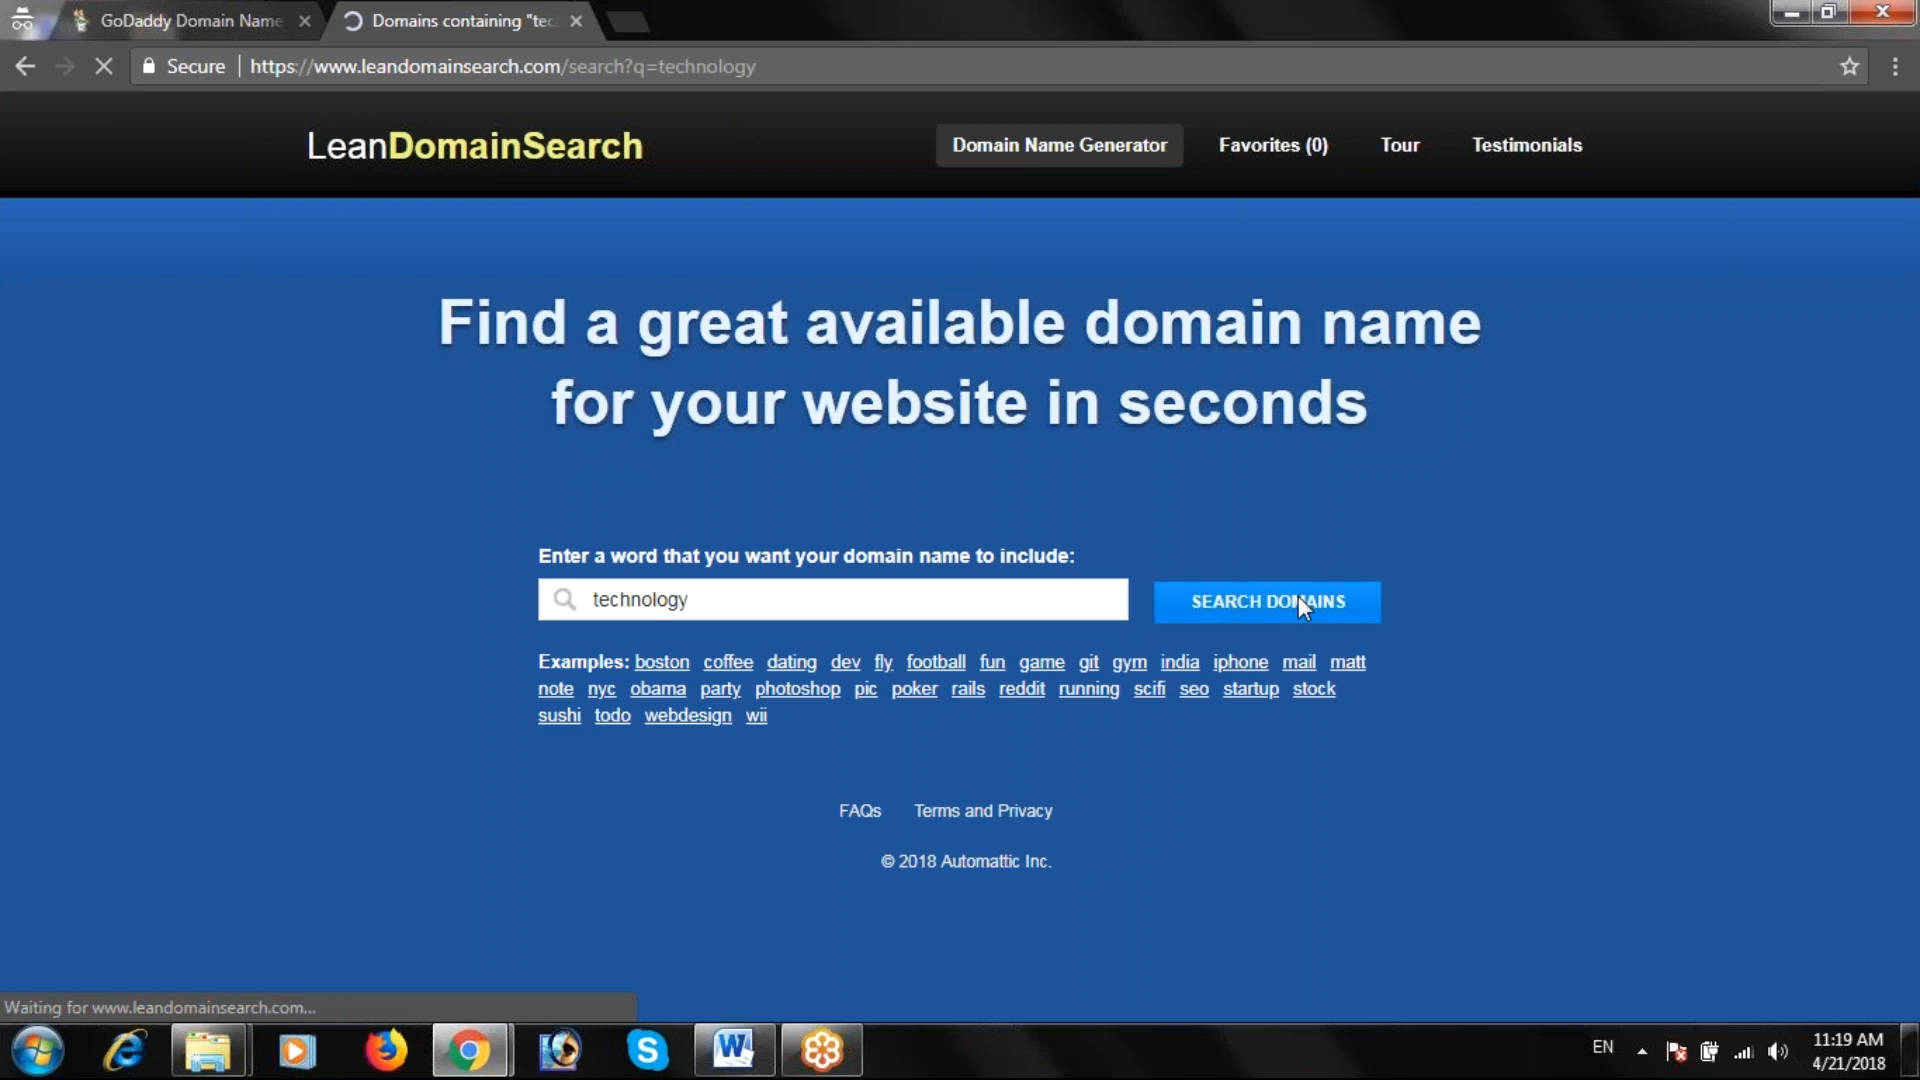 GoDaddy Domain Name
Domains containing "tec
Secure
https://www.leandomainsearch.com/search?q=technology
LeanDomainSearch
Domain Name Generator
Favorites (0)
Tour
Testimonials
Find a great available domain name
for your website in seconds
Enter a word that you want your domain name to include:
technology
SEARCH DOMAINS
Examples: boston coffee dating dev fly football fun game git gym india iphone mail matt
note nyc obama party photoshop pic poker rails reddit running scifi seo startup stock
sushi todo webdesign wii
FAQs
Terms and Privacy
© 2018 Automattic Inc.
Waiting for www.leandomainsearch.com...
EN
11:19 AM
4/21/2018